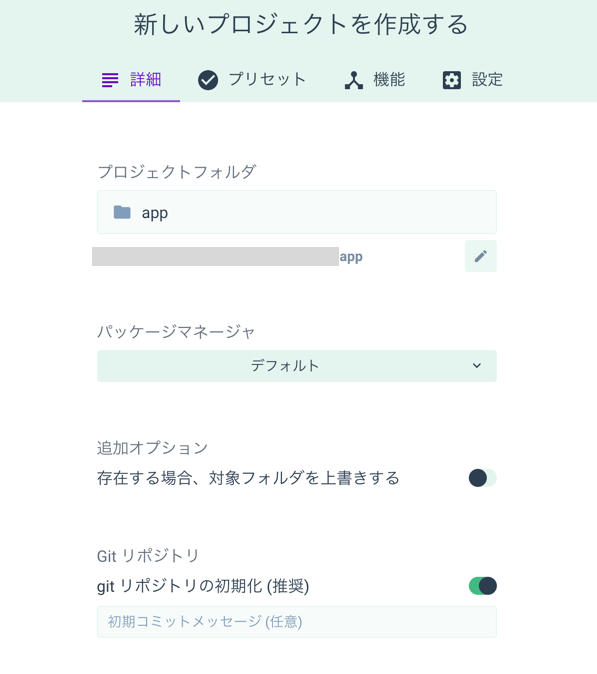 新しいプロジェクトを作成する
詳細 プリセット 機能 設定
プロジェクトフォルダ
app
app
パッケージマネージャ
デフォルト
追加オプション
存在する場合、対象フォルダを上書きする
Git リポジトリ
git リポジトリの初期化 (推奨)
初期コミットメッセージ (任意)